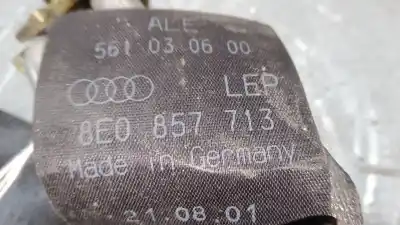 ALE
561 03 06 00
LEP
8E0 857 713
Made in Germany
21.08.01